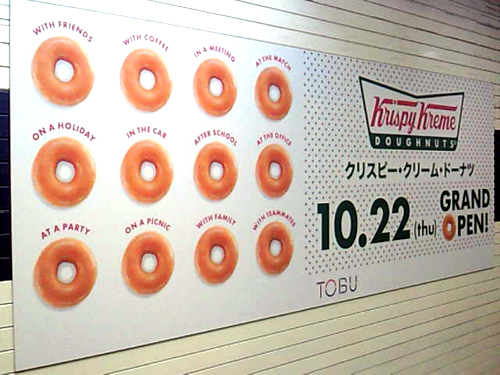 WITH FRIENDS
WITH COFFEE
IN A MEETING
AT THE MATCH
ON A HOLIDAY
IN THE CAR
AFTER SCHOOL
AT THE OFFICE
AT A PARTY
ON A PICNIC
WITH FAMILY
WITH TEAMMATES
Krispy Kreme
DOUGHNUTS
クリスピー・クリーム・ドーナツ
10.22 (thu) GRAND
OPEN!
TOBU